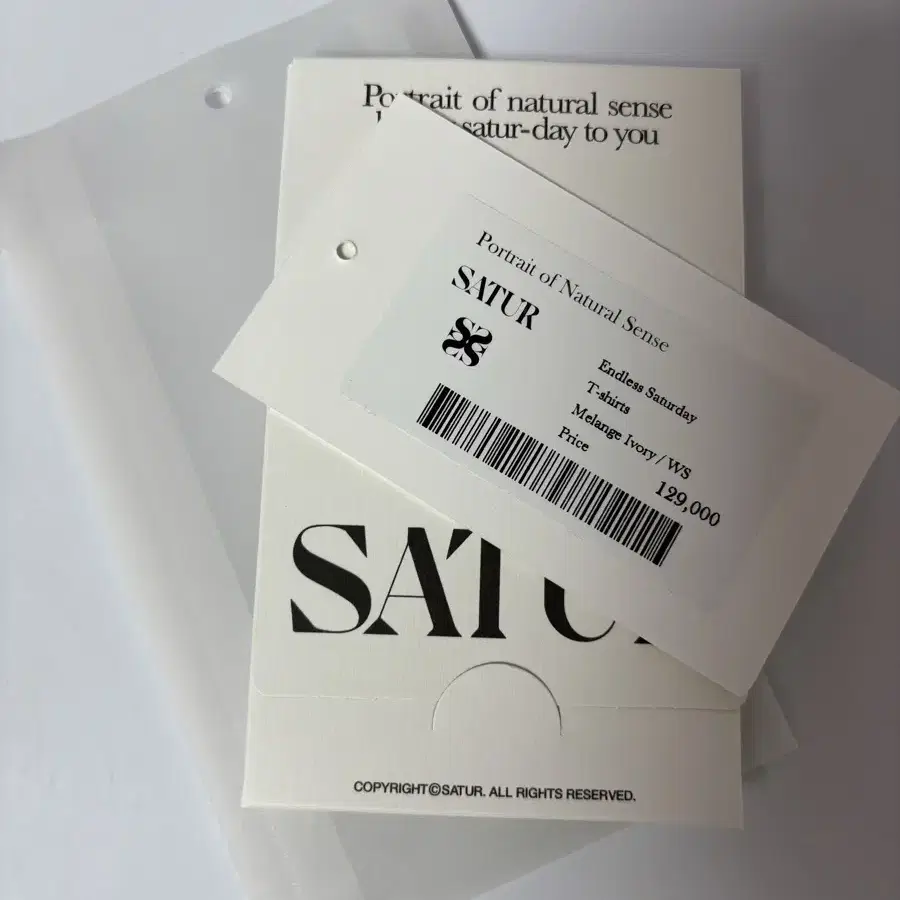 Portrait of natural sense
satur-day to you
Portrait of Natural Sense
SATUR
Endless Saturday
T-shirts
Melange Ivory / WS
Price
129,000
SATU
COPYRIGHT©SATUR. ALL RIGHTS RESERVED.